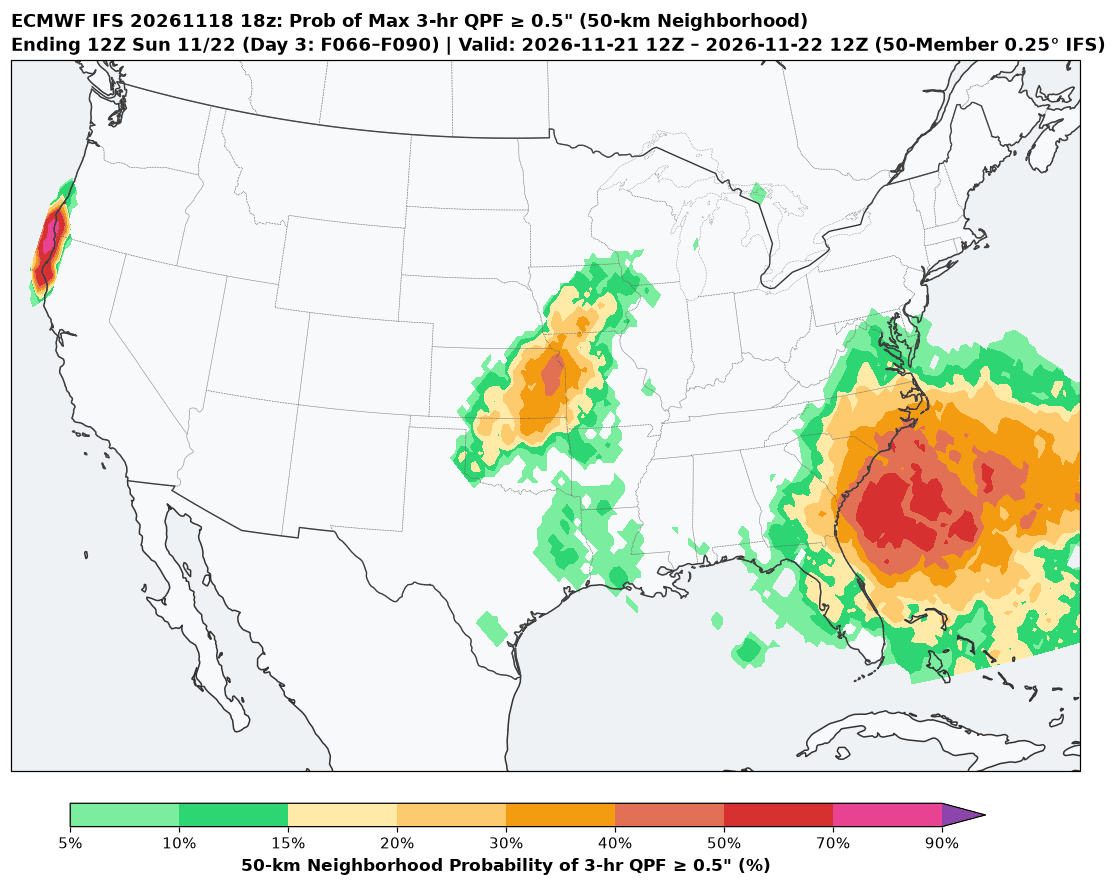 ECMWF IFS 20261118 18z: Prob of Max 3-hr QPF ≥ 0.5" (50-km Neighborhood)
Ending 12Z Sun 11/22 (Day 3: F066–F090) | Valid: 2026-11-21 12Z – 2026-11-22 12Z (50-Member 0.25° IFS)
5% 10% 15% 20% 30% 40% 50% 70% 90%
50-km Neighborhood Probability of 3-hr QPF ≥ 0.5" (%)